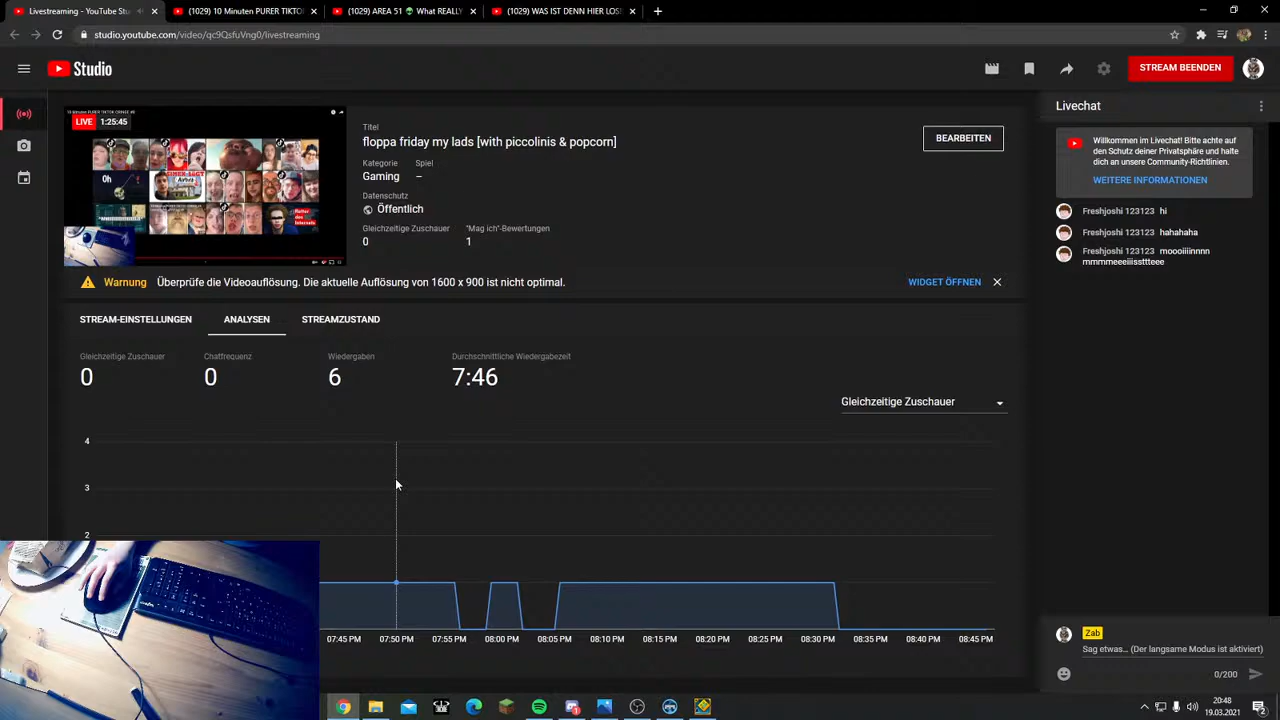 Livestreaming - YouTube Stu
(1029) 10 Minuten PURER TIKTO
(1029) AREA 51 👽 What REALLY
(1029) WAS IST DENN HIER LOS
studio.youtube.com/video/qc9QsfuVng0/livestreaming
Studio
STREAM BEENDEN
LIVE 1:25:45
Titel
floppa friday my lads [with piccolinis & popcorn]
BEARBEITEN
Kategorie Spiel
Gaming –
Datenschutz
Öffentlich
Gleichzeitige Zuschauer "Mag ich"-Bewertungen
0 1
Warnung Überprüfe die Videoauflösung. Die aktuelle Auflösung von 1600 x 900 ist nicht optimal.
WIDGET ÖFFNEN
STREAM-EINSTELLUNGEN ANALYSEN STREAMZUSTAND
Gleichzeitige Zuschauer Chatfrequenz Wiedergaben Durchschnittliche Wiedergabezeit
0 0 6 7:46
Gleichzeitige Zuschauer
4
3
2
07:45 PM 07:50 PM 07:55 PM 08:00 PM 08:05 PM 08:10 PM 08:15 PM 08:20 PM 08:25 PM 08:30 PM 08:35 PM 08:40 PM 08:45 PM
Livechat
Willkommen im Livechat! Bitte achte auf
den Schutz deiner Privatsphäre und halte
dich an unsere Community-Richtlinien.
WEITERE INFORMATIONEN
Freshjoshi 123123 hi
Freshjoshi 123123 hahahaha
Freshjoshi 123123 moooiiiinnnn
mmmmeeeiiissttteee
Zab
Sag etwas... (Der langsame Modus ist aktiviert)
0/200
20:48
19.03.2021